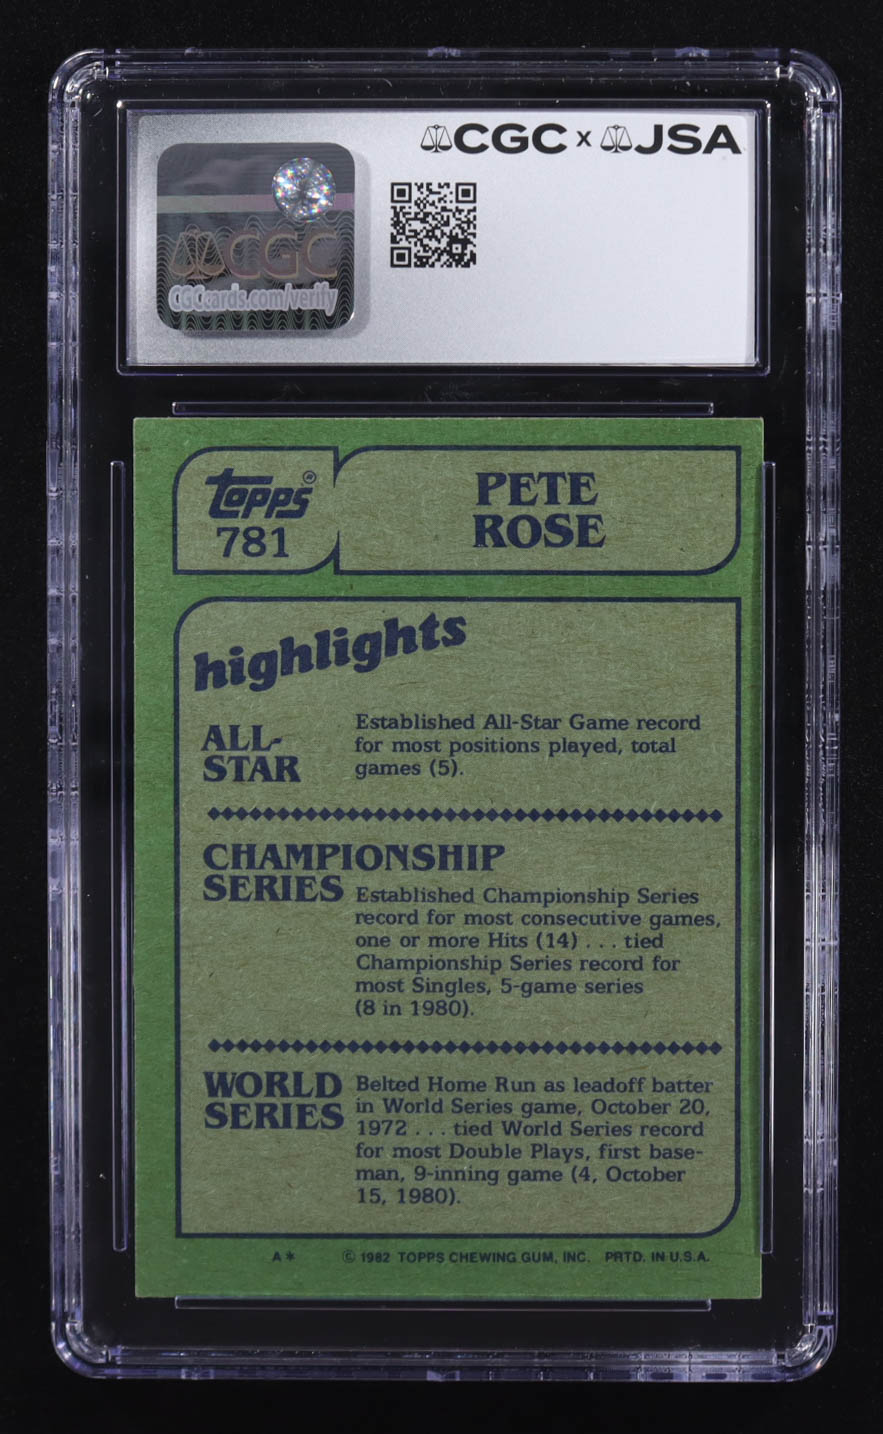 CGC x JSA
CGC
CGCcards.com/verify
topps®
781
PETE
ROSE
highlights
ALL-
STAR
Established All-Star Game record
for most positions played, total
games (5).
CHAMPIONSHIP
SERIES
Established Championship Series
record for most consecutive games,
one or more Hits (14) . . . tied
Championship Series record for
most Singles, 5-game series
(8 in 1980).
WORLD
SERIES
Belted Home Run as leadoff batter
in World Series game, October 20,
1972 . . . tied World Series record
for most Double Plays, first base-
man, 9-inning game (4, October
15, 1980).
A* © 1982 TOPPS CHEWING GUM, INC. PRTD. IN U.S.A.